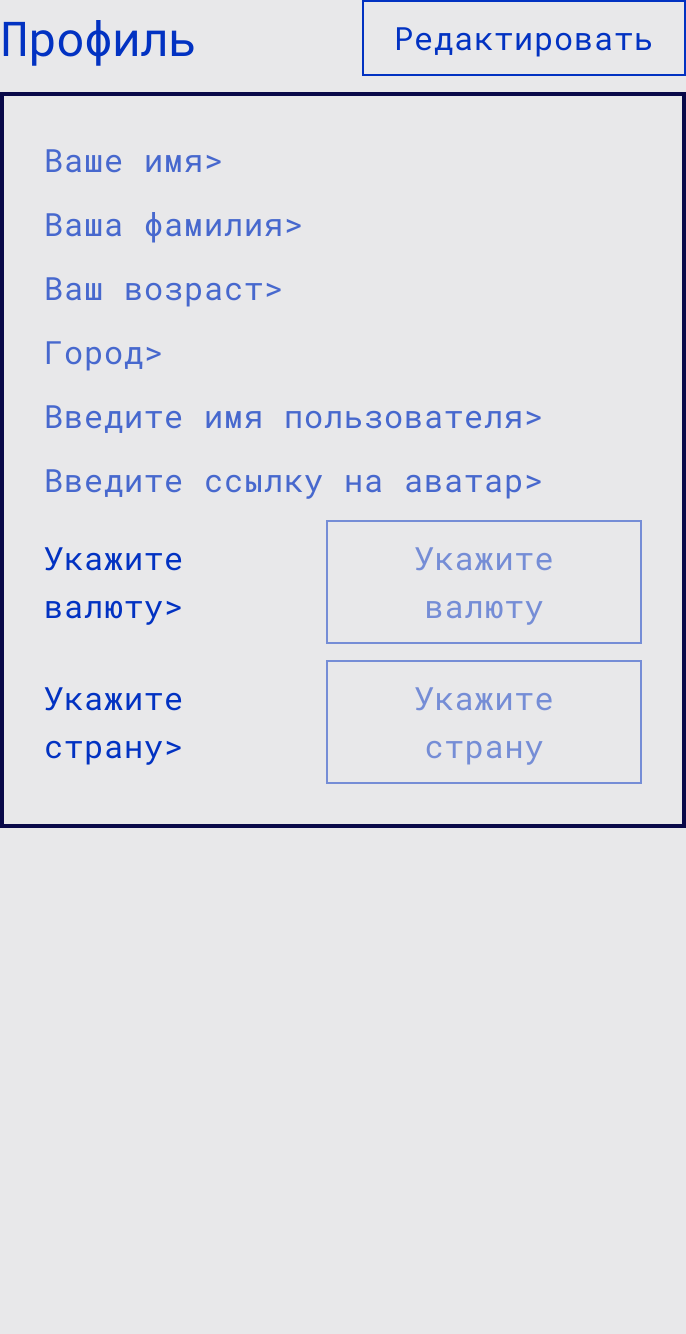 Профиль
Редактировать
Ваше имя>
Ваша фамилия>
Ваш возраст>
Город>
Введите имя пользователя>
Введите ссылку на аватар>
Укажите
валюту>
Укажите
валюту
Укажите
страну>
Укажите
страну